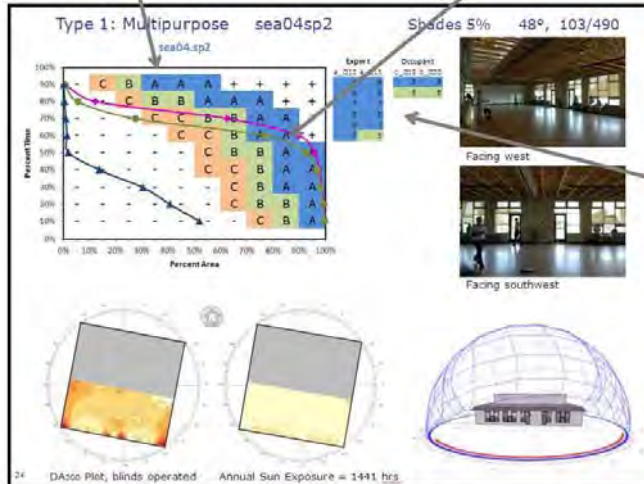 Type 1: Multipurpose sea04sp2 Shades 5% 48°, 103/490
sea04.sp2
Percent Time
100%
90% - C B A A A + + + +
80% - C B B A A A + +
70% - - C C B B A A +
60% - - - - C C B A A +
50% - - - - - C C B B A
40% - - - - C C B A
30% - - - - - - C B B A
20% - - - - - - C B A
10% - - - - - - - C B A
0%
0% 10% 20% 30% 40% 50% 60% 70% 80% 90% 100%
Percent Area
Expert
Occupant
Facing west
Facing southwest
24 DA500 Plot, blinds operated Annual Sun Exposure = 1441 hrs